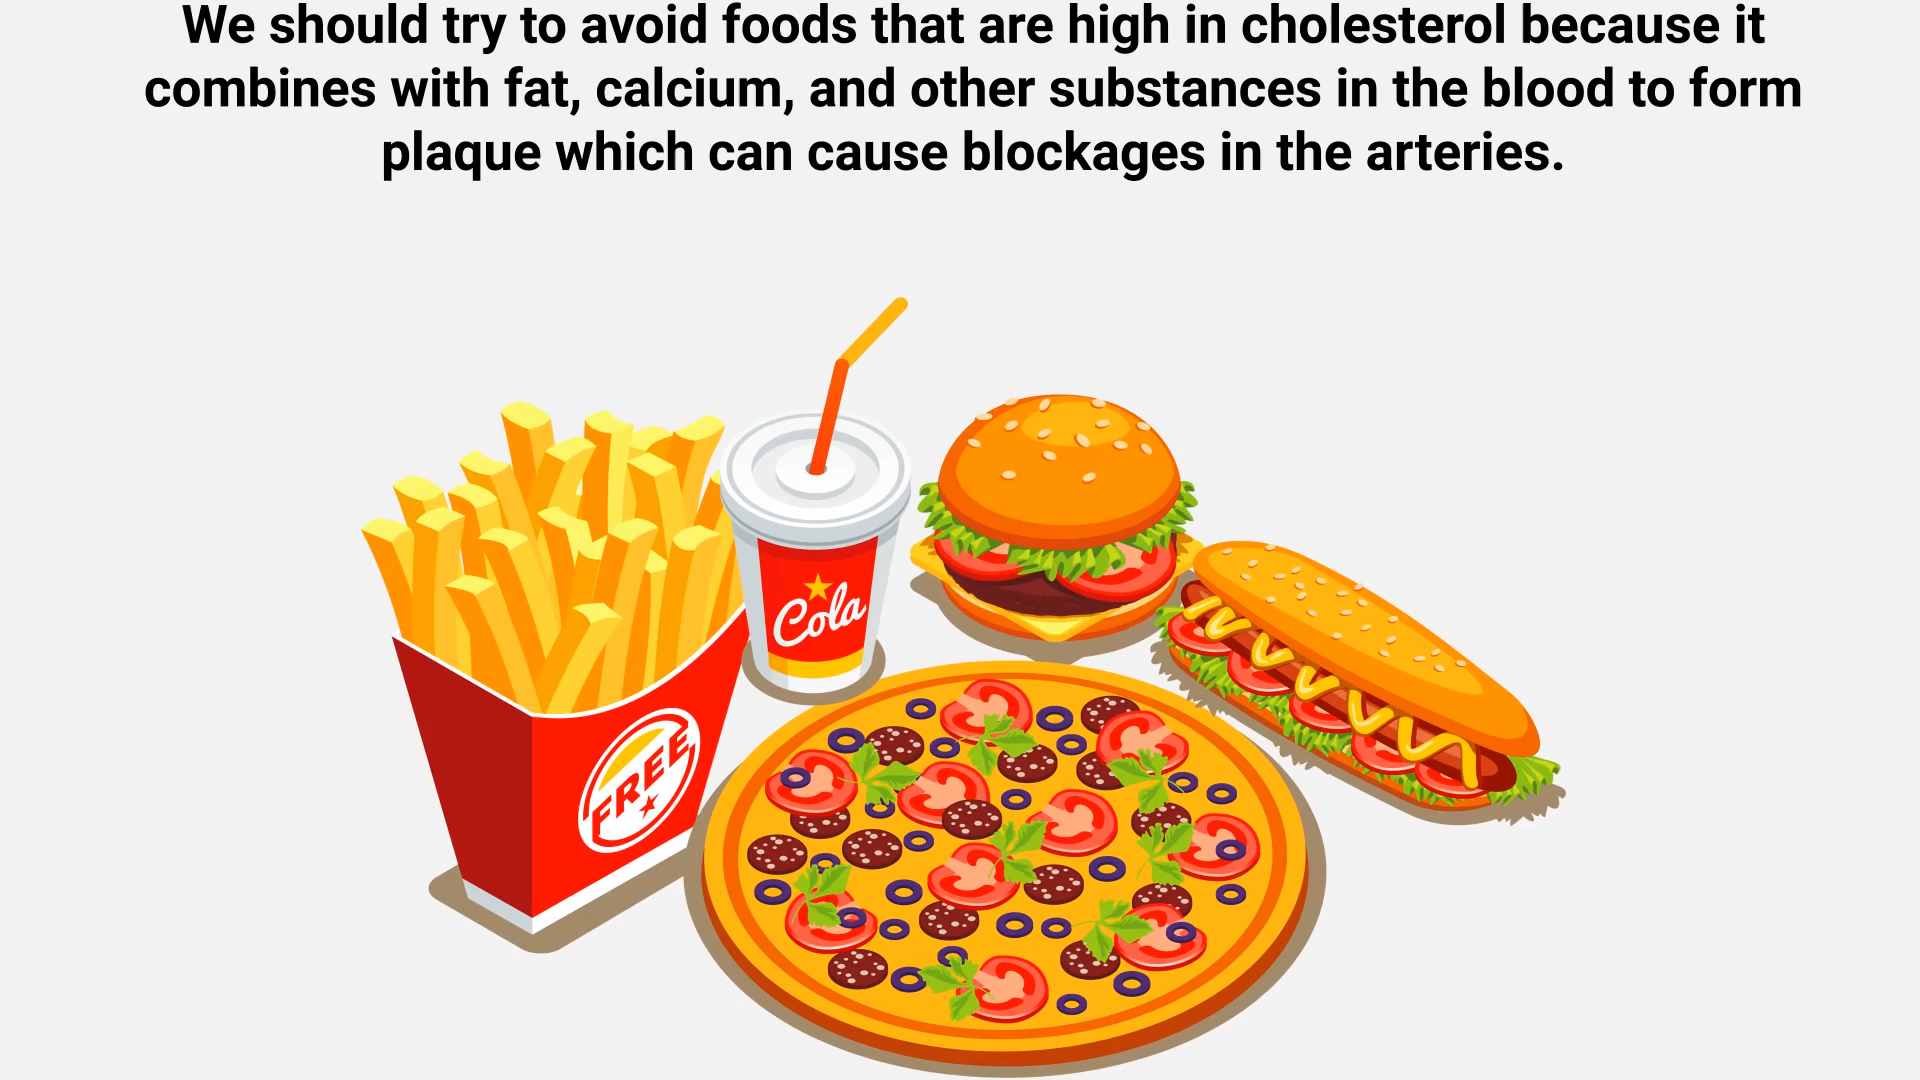 We should try to avoid foods that are high in cholesterol because it
combines with fat, calcium, and other substances in the blood to form
plaque which can cause blockages in the arteries.
Cola
FREE